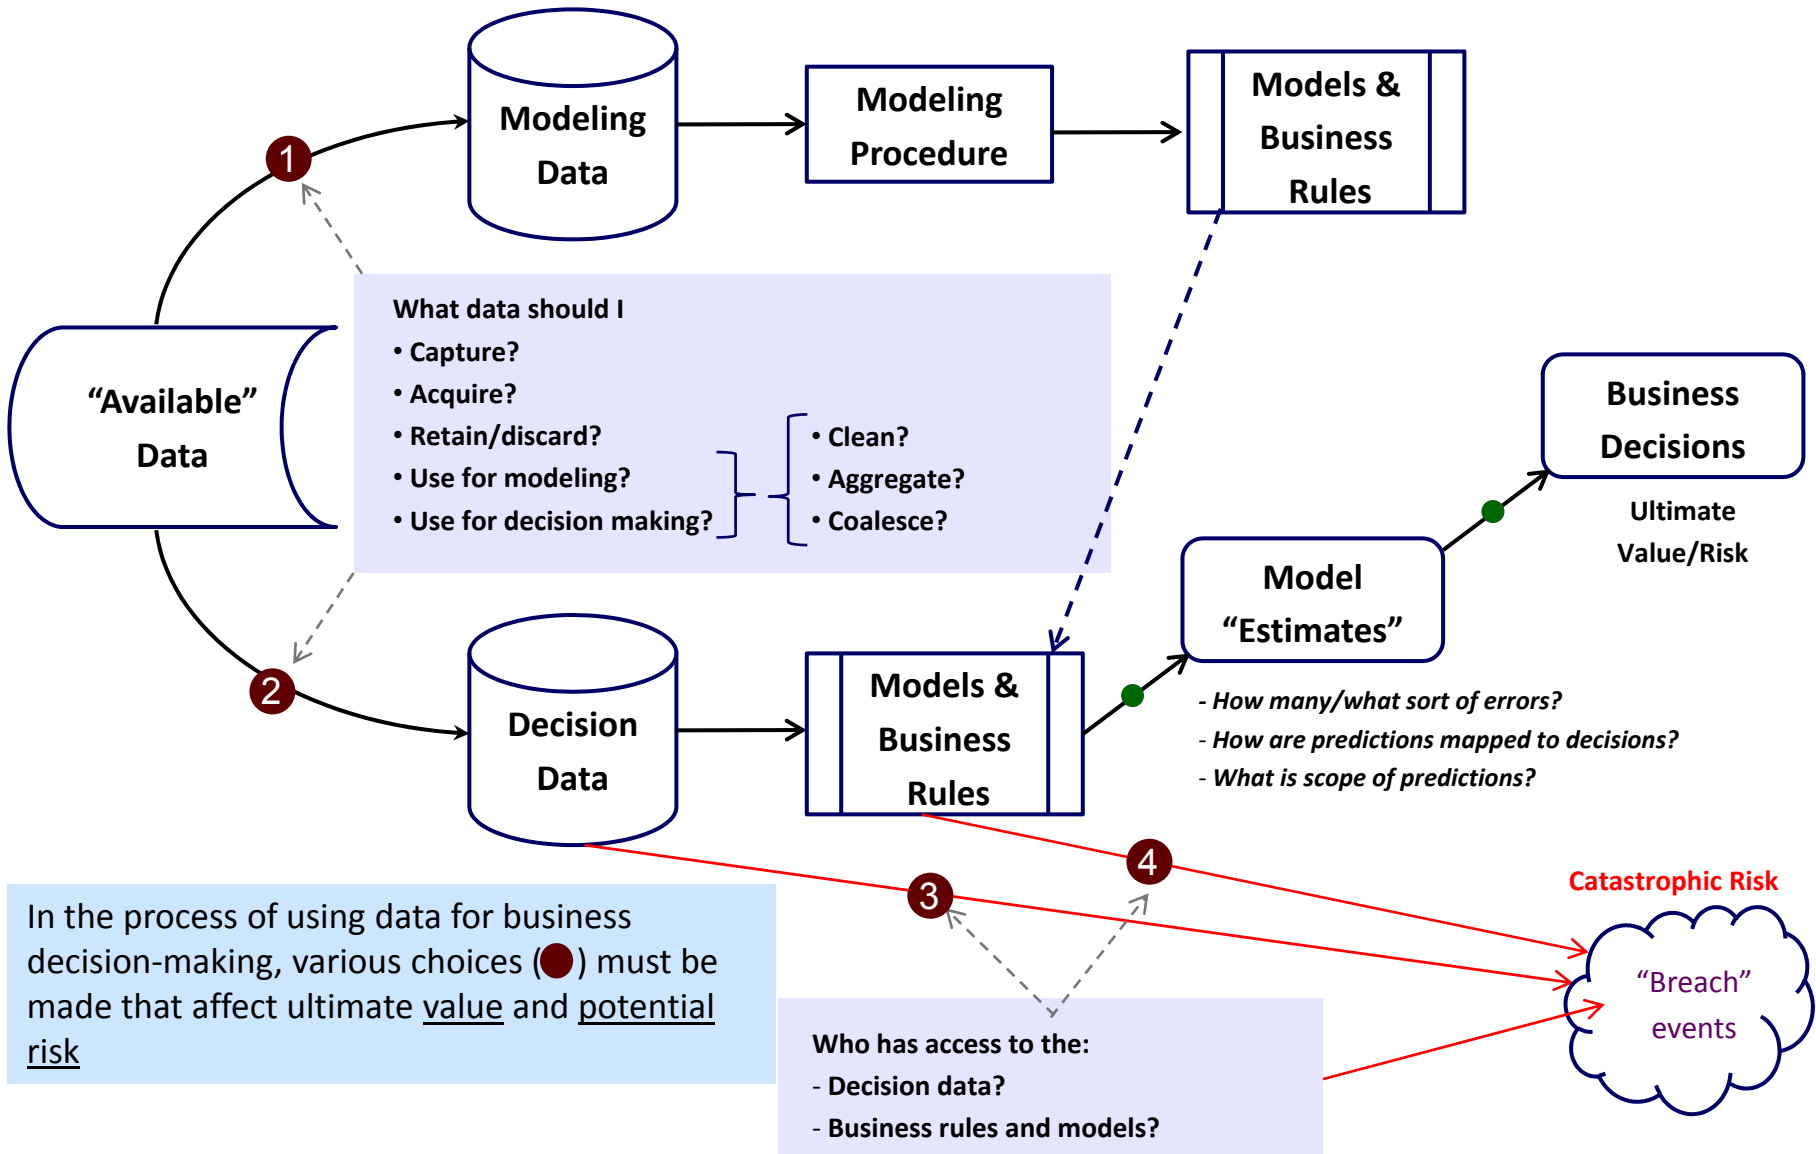 Modeling
Data
Modeling
Procedure
Models &
Business
Rules
1
What data should I
• Capture?
• Acquire?
• Retain/discard?
• Use for modeling?
• Use for decision making?
• Clean?
• Aggregate?
• Coalesce?
“Available”
Data
Business
Decisions
Ultimate
Value/Risk
Model
“Estimates”
- How many/what sort of errors?
- How are predictions mapped to decisions?
- What is scope of predictions?
2
Decision
Data
Models &
Business
Rules
3
4
Catastrophic Risk
“Breach”
events
In the process of using data for business
decision-making, various choices (●) must be
made that affect ultimate value and potential
risk
Who has access to the:
- Decision data?
- Business rules and models?